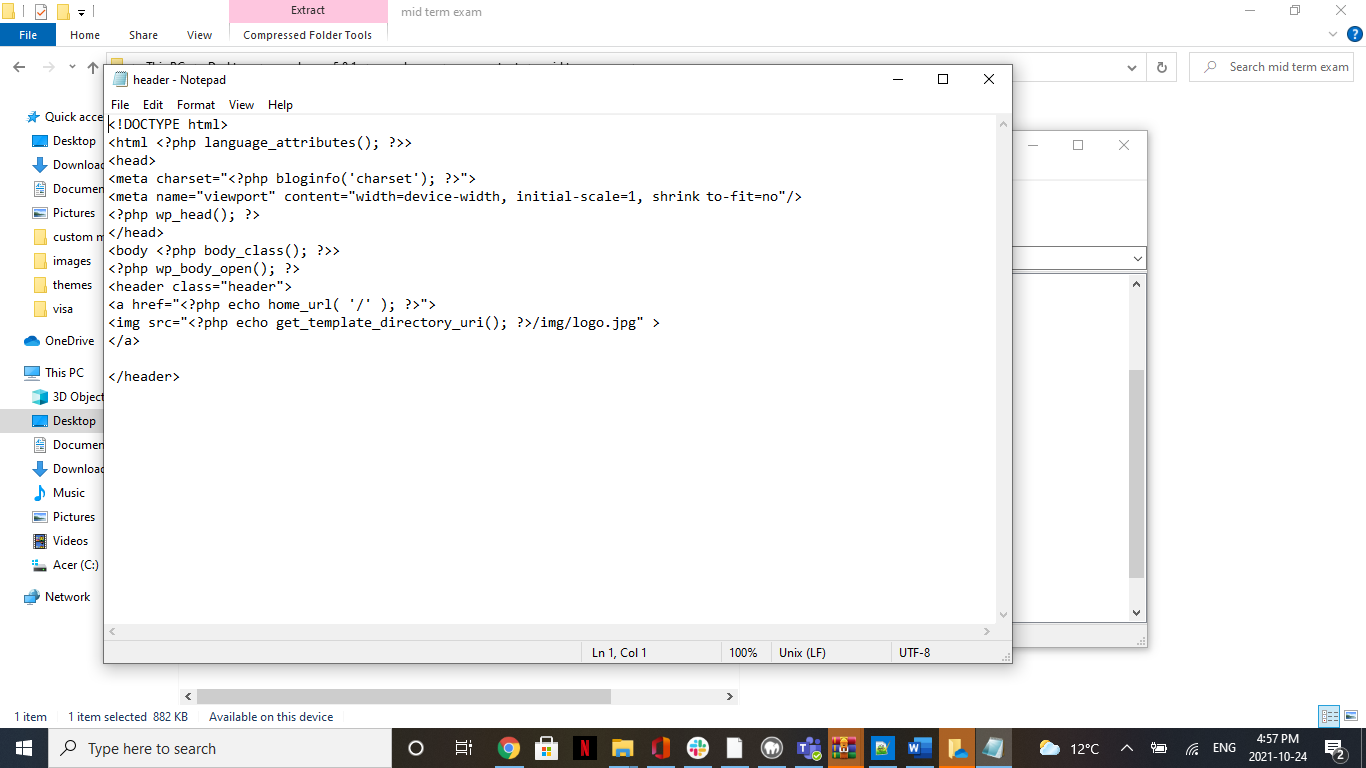 Extract
mid term exam
File
Home
Share
View
Compressed Folder Tools
Search mid term exam
header - Notepad
File Edit Format View Help
<!DOCTYPE html>
<html <?php language_attributes(); ?>>
<head>
<meta charset="<?php bloginfo('charset'); ?>">
<meta name="viewport" content="width=device-width, initial-scale=1, shrink to-fit=no"/>
<?php wp_head(); ?>
</head>
<body <?php body_class(); ?>>
<?php wp_body_open(); ?>
<header class="header">
<a href="<?php echo home_url( '/' ); ?>">
<img src="<?php echo get_template_directory_uri(); ?>/img/logo.jpg" >
</a>
</header>
Ln 1, Col 1
100%
Unix (LF)
UTF-8
Quick acce
Desktop
Downloac
Documen
Pictures
custom m
images
themes
visa
OneDrive
This PC
3D Object
Desktop
Documen
Downloac
Music
Pictures
Videos
Acer (C:)
Network
1 item
1 item selected 882 KB
Available on this device
Type here to search
12°C
ENG
4:57 PM
2021-10-24
2